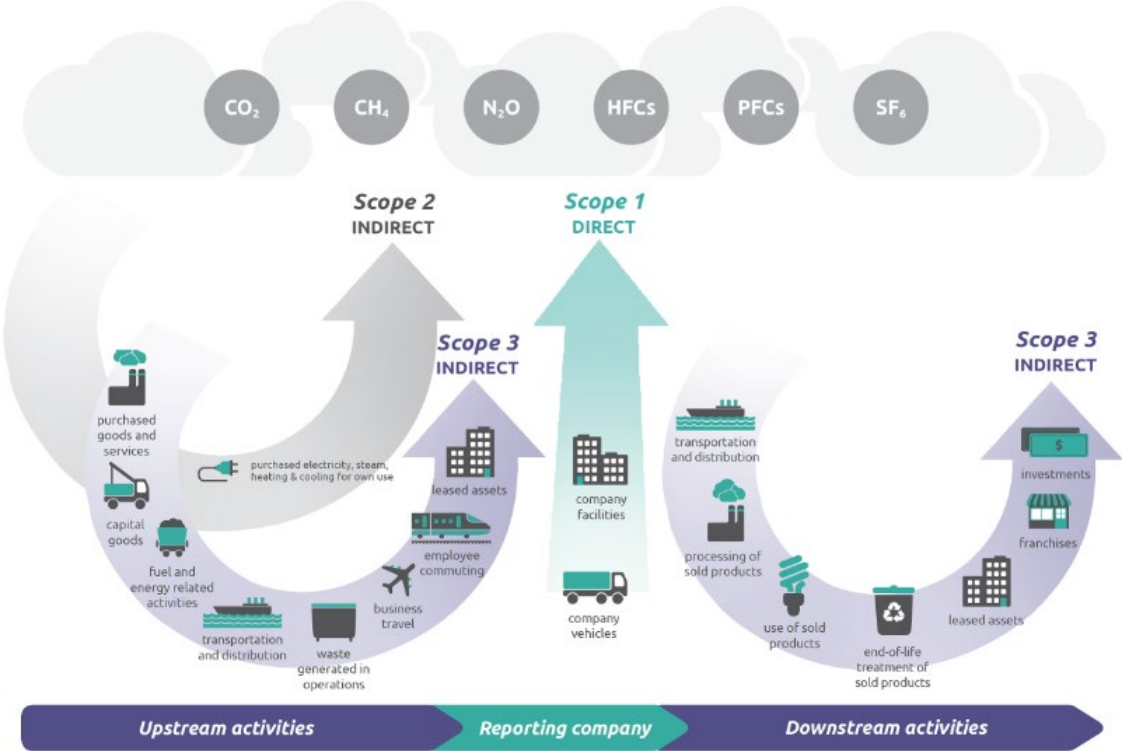 CO₂
CH₄
N₂O
HFCs
PFCs
SF₆
Scope 2
INDIRECT
Scope 1
DIRECT
Scope 3
INDIRECT
Scope 3
INDIRECT
purchased
goods and
services
capital
goods
fuel and
energy related
activities
transportation
and distribution
waste
generated in
operations
business
travel
employee
commuting
leased assets
purchased electricity, steam,
heating & cooling for own use
company
facilities
company
vehicles
transportation
and distribution
processing of
sold products
use of sold
products
end-of-life
treatment of
sold products
leased assets
franchises
investments
$
Upstream activities
Reporting company
Downstream activities